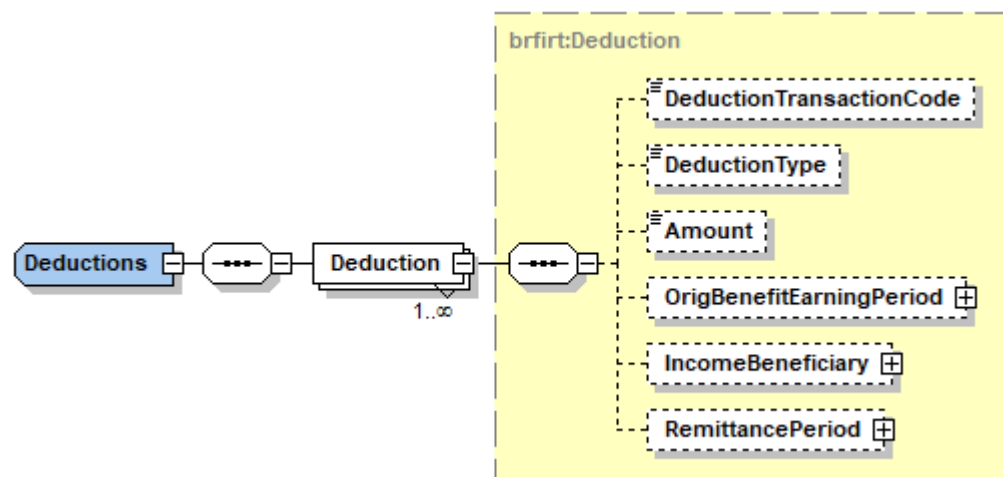 brfirt:Deduction
DeductionTransactionCode
DeductionType
Amount
Deductions
Deduction
1..∞
OrigBenefitEarningPeriod
IncomeBeneficiary
RemittancePeriod